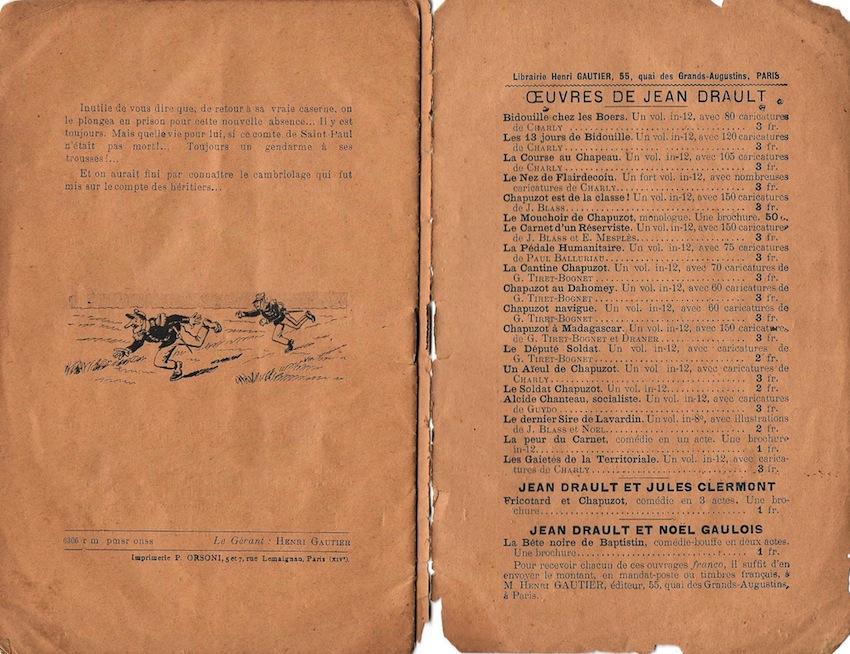 Inutile de vous dire que, de retour à sa vraie caserne, on
le plongea en prison pour cette nouvelle absence... Il y est
toujours. Mais quelle vie pour lui, si ce comte de Saint-Paul
n'était pas mort!... Toujours un gendarme à ses
trousses!...
Et on aurait fini par connaître le cambriolage qui fut
mis sur le compte des héritiers...
Le Gérant : HENRI GAUTIER
Imprimerie P. ORSONI, 5 et 7, rue Lemaignan, Paris (XIVe).
Librairie Henri GAUTIER, 55, quai des Grands-Augustins, PARIS
ŒUVRES DE JEAN DRAULT
Bidouille chez les Boers. Un vol. in-12, avec 80 caricatures
de CHARLY........ 3 fr.
Les 13 jours de Bidouille. Un vol. in-12, avec 120 caricatures
de CHARLY........ 3 fr.
La Course au Chapeau. Un vol. in-12, avec 105 caricatures
de CHARLY........ 3 fr.
Le Nez de Flairdecoin. Un fort vol. in-12, avec nombreuses
caricatures de CHARLY........ 3 fr.
Chapuzot est de la classe! Un vol. in-12, avec 150 caricatures
de J. BLASS........ 3 fr.
Le Mouchoir de Chapuzot, monologue. Une brochure. 50 c.
Le Carnet d'un Réserviste. Un vol. in-12, avec 150 caricatures
de J. BLASS et E. MESPLÈS........ 3 fr.
La Pédale Humanitaire. Un vol. in-12, avec 75 caricatures
de PAUL BALLURIAU........ 3 fr.
La Cantine Chapuzot. Un vol. in-12, avec 70 caricatures de
G. TIRET-BOGNET........ 3 fr.
Chapuzot au Dahomey. Un vol. in-12, avec 60 caricatures de
G. TIRET-BOGNET........ 3 fr.
Chapuzot navigue. Un vol. in-12, avec 60 caricatures de
G. TIRET-BOGNET........ 3 fr.
Chapuzot à Madagascar. Un vol. in-12, avec 150 caricatures,
de G. TIRET-BOGNET et DRANER........ 3 fr.
Le Député Soldat. Un vol. in-12, avec caricatures de
G. TIRET-BOGNET........ 2 fr.
Un Aïeul de Chapuzot. Un vol. in-12, avec caricatures de
CHARLY........ 3 fr.
Le Soldat Chapuzot. Un vol. in-12........ 2 fr.
Alcide Chanteau, socialiste. Un vol. in-12, avec caricatures
de GUYDO........ 3 fr.
Le dernier Sire de Lavardin. Un vol. in-8º, avec illustrations
de J. BLASS et NOEL........ 2 fr.
La peur du Carnet, comédie en un acte. Une brochure
in-12........ 1 fr.
Les Gaietés de la Territoriale. Un vol. in-12, avec carica-
tures de CHARLY........ 3 fr.
JEAN DRAULT ET JULES CLERMONT
Fricotard et Chapuzot, comédie en 3 actes. Une bro-
chure........ 1 fr.
JEAN DRAULT ET NOËL GAULOIS
La Bête noire de Baptistin, comédie-bouffe en deux actes.
Une brochure........ 1 fr.
Pour recevoir chacun de ces ouvrages franco, il suffit d'en
envoyer le montant, en mandat-poste ou timbres français, à
M. HENRI GAUTIER, éditeur, 55, quai des Grands-Augustins,
à Paris.